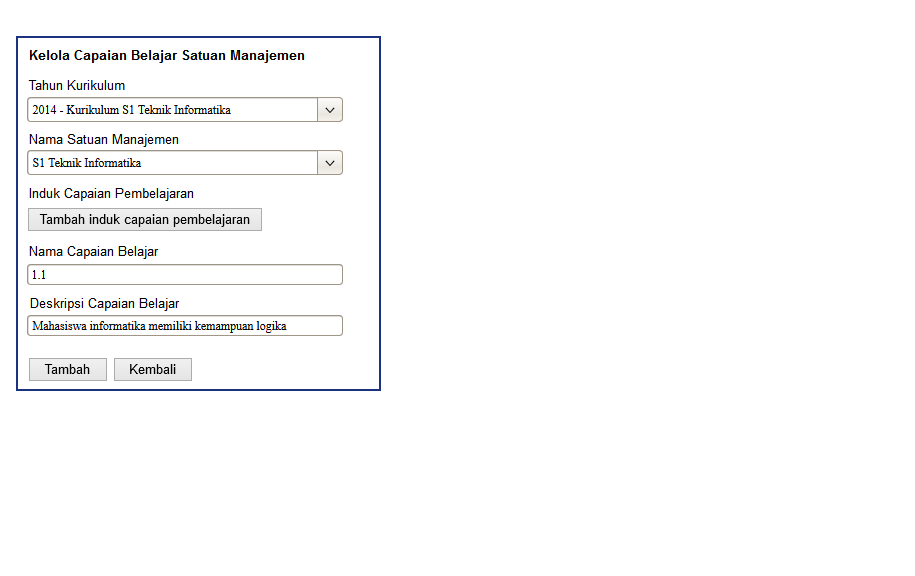 Kelola Capaian Belajar Satuan Manajemen
Tahun Kurikulum
2014 - Kurikulum S1 Teknik Informatika
Nama Satuan Manajemen
S1 Teknik Informatika
Induk Capaian Pembelajaran
Tambah induk capaian pembelajaran
Nama Capaian Belajar
1.1
Deskripsi Capaian Belajar
Mahasiswa informatika memiliki kemampuan logika
Tambah Kembali